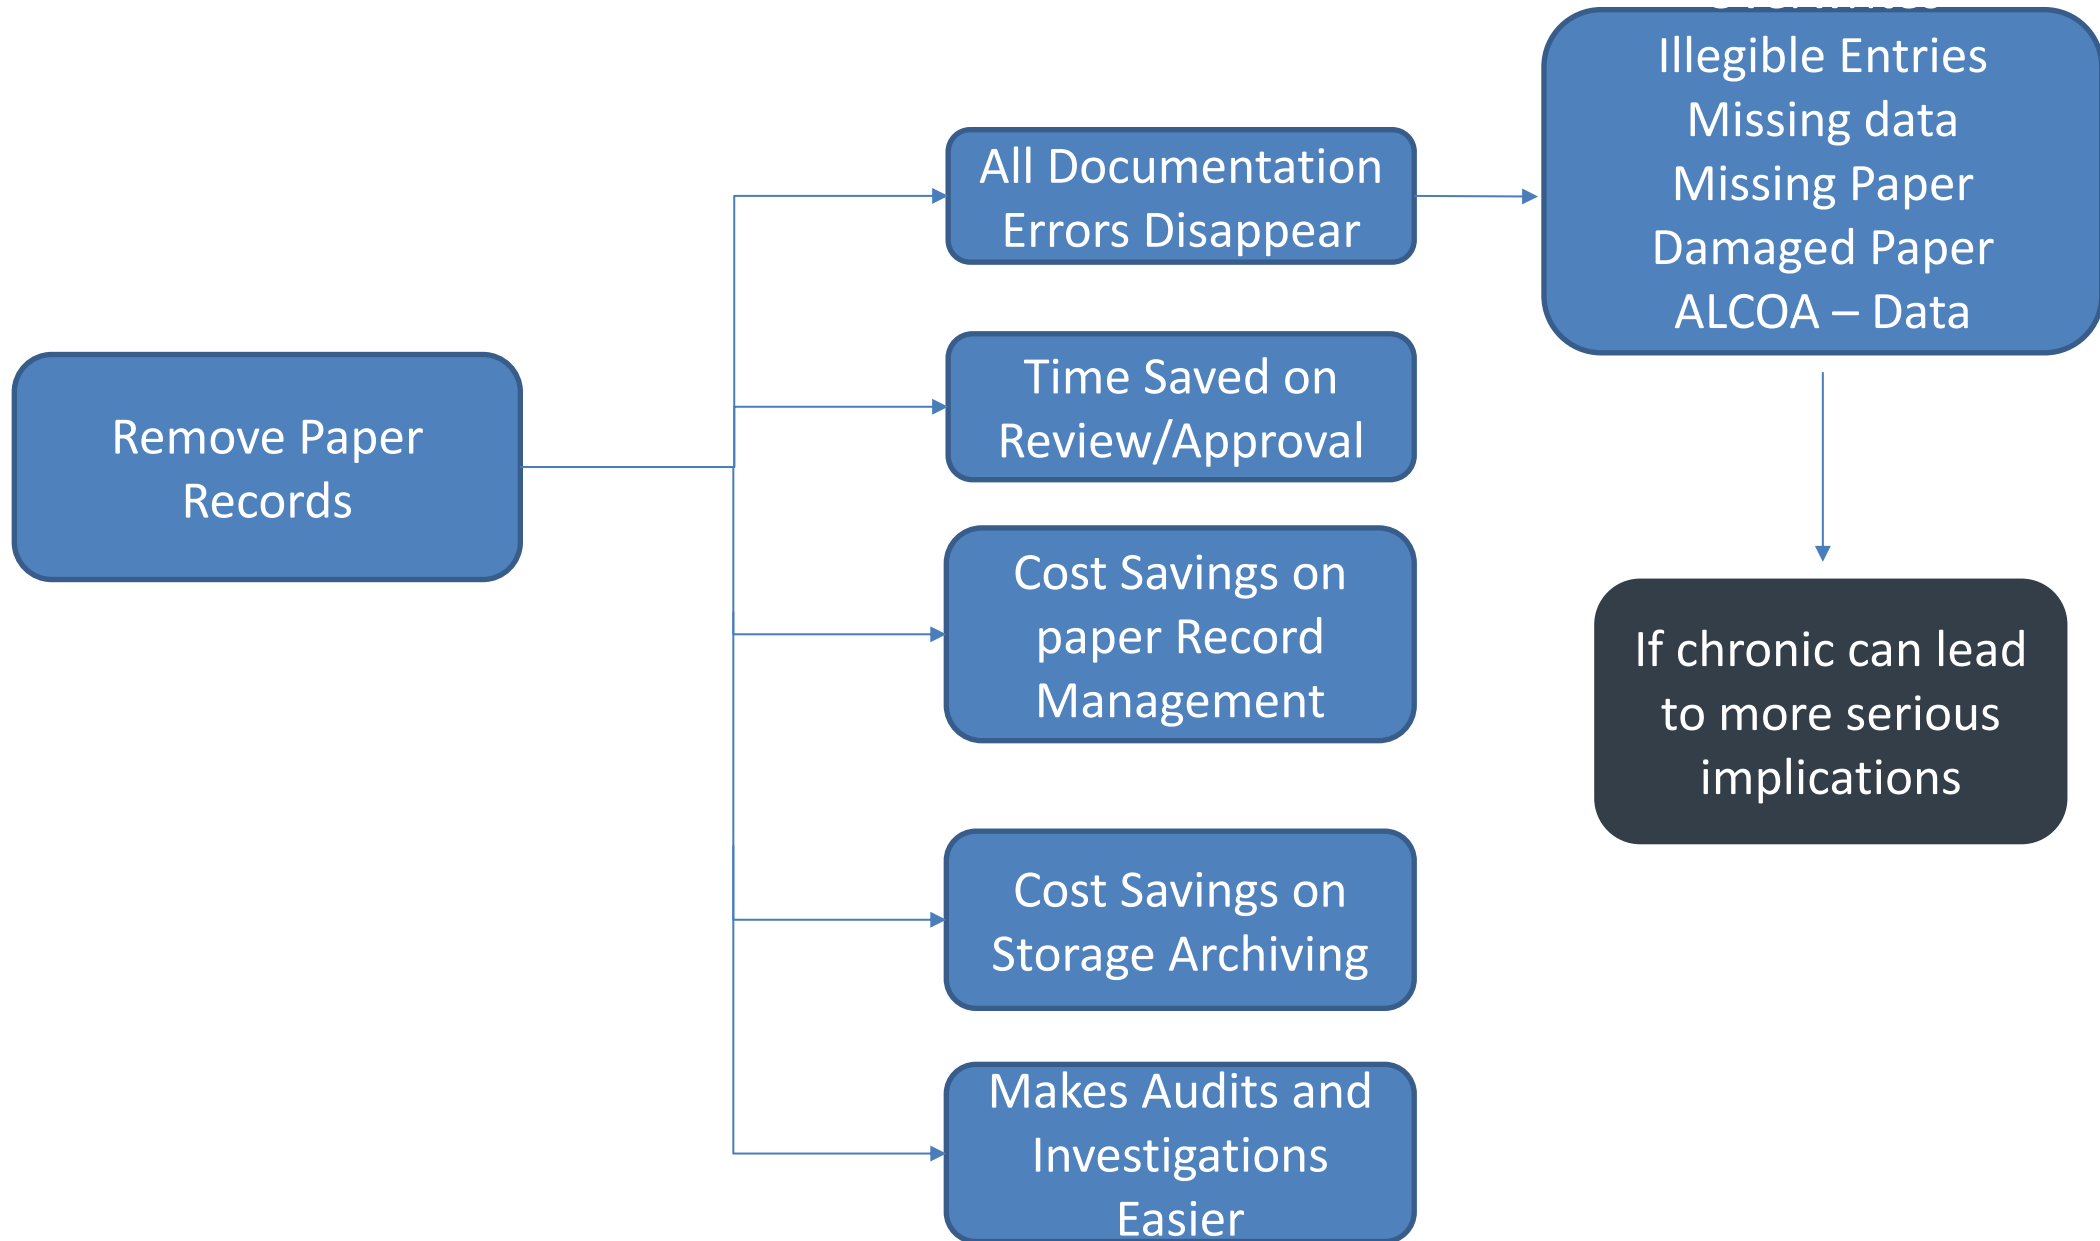 Remove Paper
Records
All Documentation
Errors Disappear
Time Saved on
Review/Approval
Cost Savings on
paper Record
Management
Cost Savings on
Storage Archiving
Makes Audits and
Investigations
Easier
Illegible Entries
Missing data
Missing Paper
Damaged Paper
ALCOA – Data
If chronic can lead
to more serious
implications